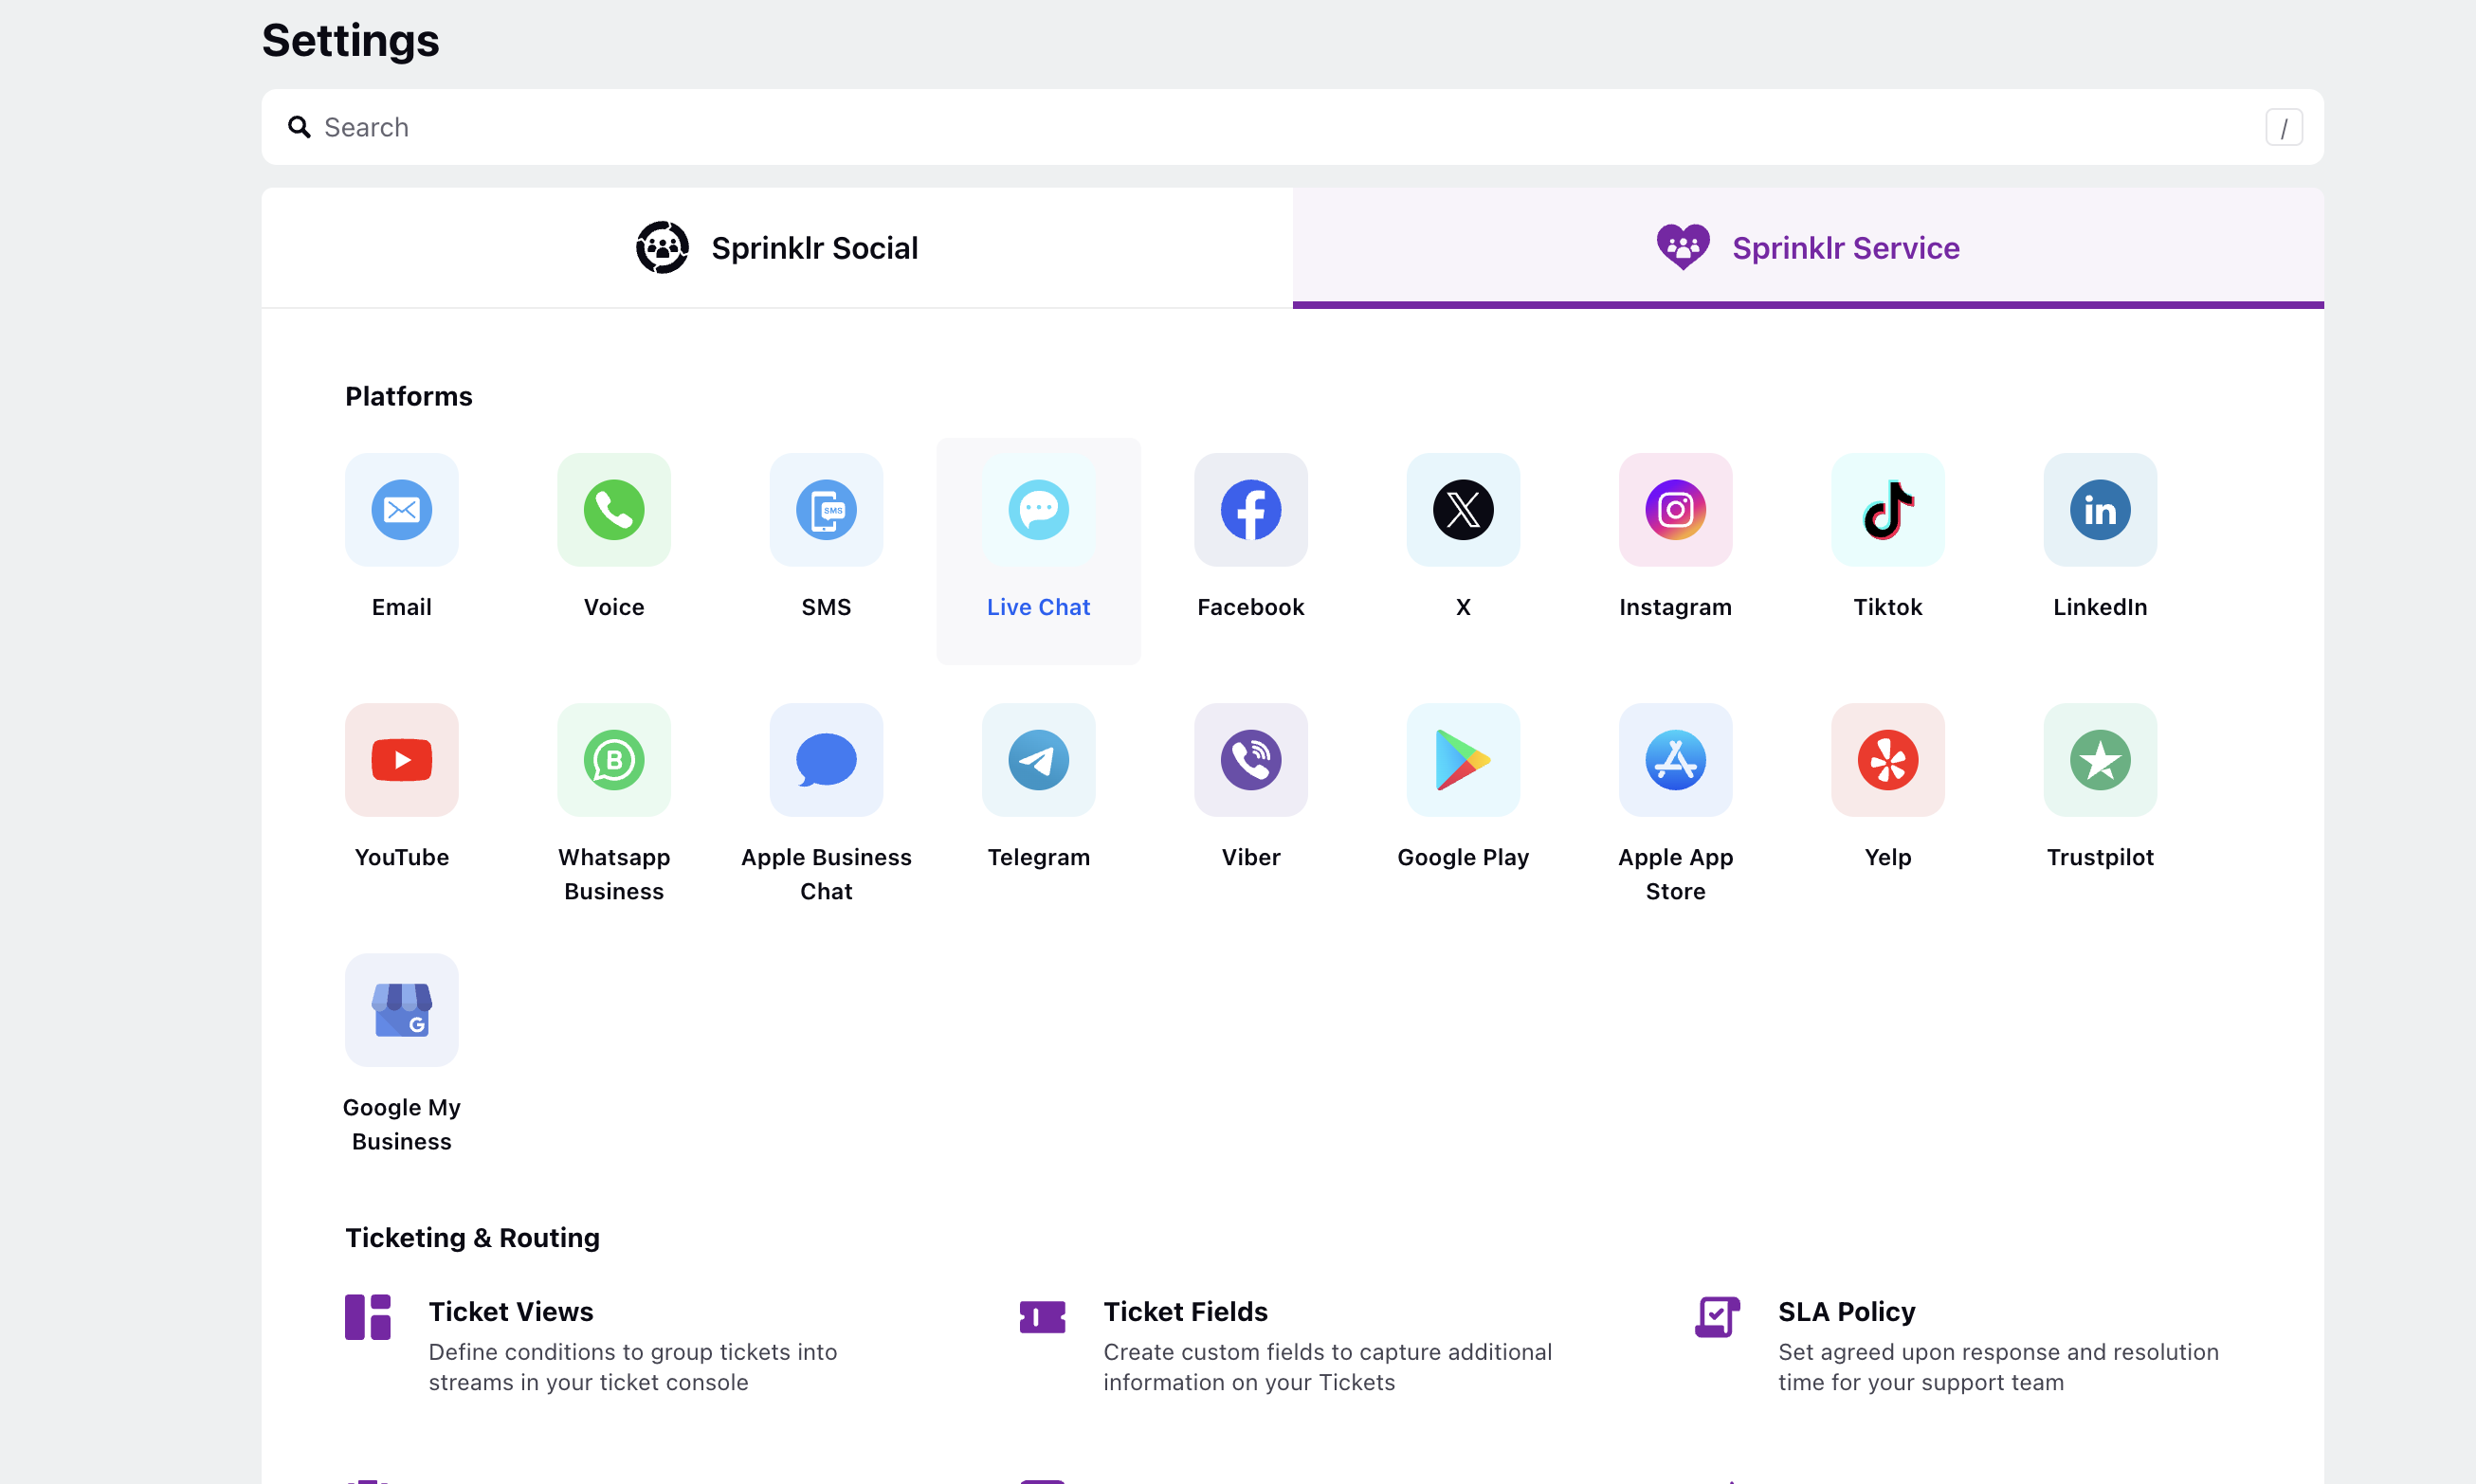 Settings
Search
/
Sprinklr Social
Sprinklr Service
Platforms
SMS
Email
Voice
SMS
Live Chat
Facebook
X
Instagram
Tiktok
LinkedIn
B
YouTube
Whatsapp
Business
Apple Business
Chat
Telegram
Viber
Google Play
Apple App
Store
Yelp
Trustpilot
G
Google My
Business
Ticketing & Routing
Ticket Views
Define conditions to group tickets into
streams in your ticket console
Ticket Fields
Create custom fields to capture additional
information on your Tickets
SLA Policy
Set agreed upon response and resolution
time for your support team